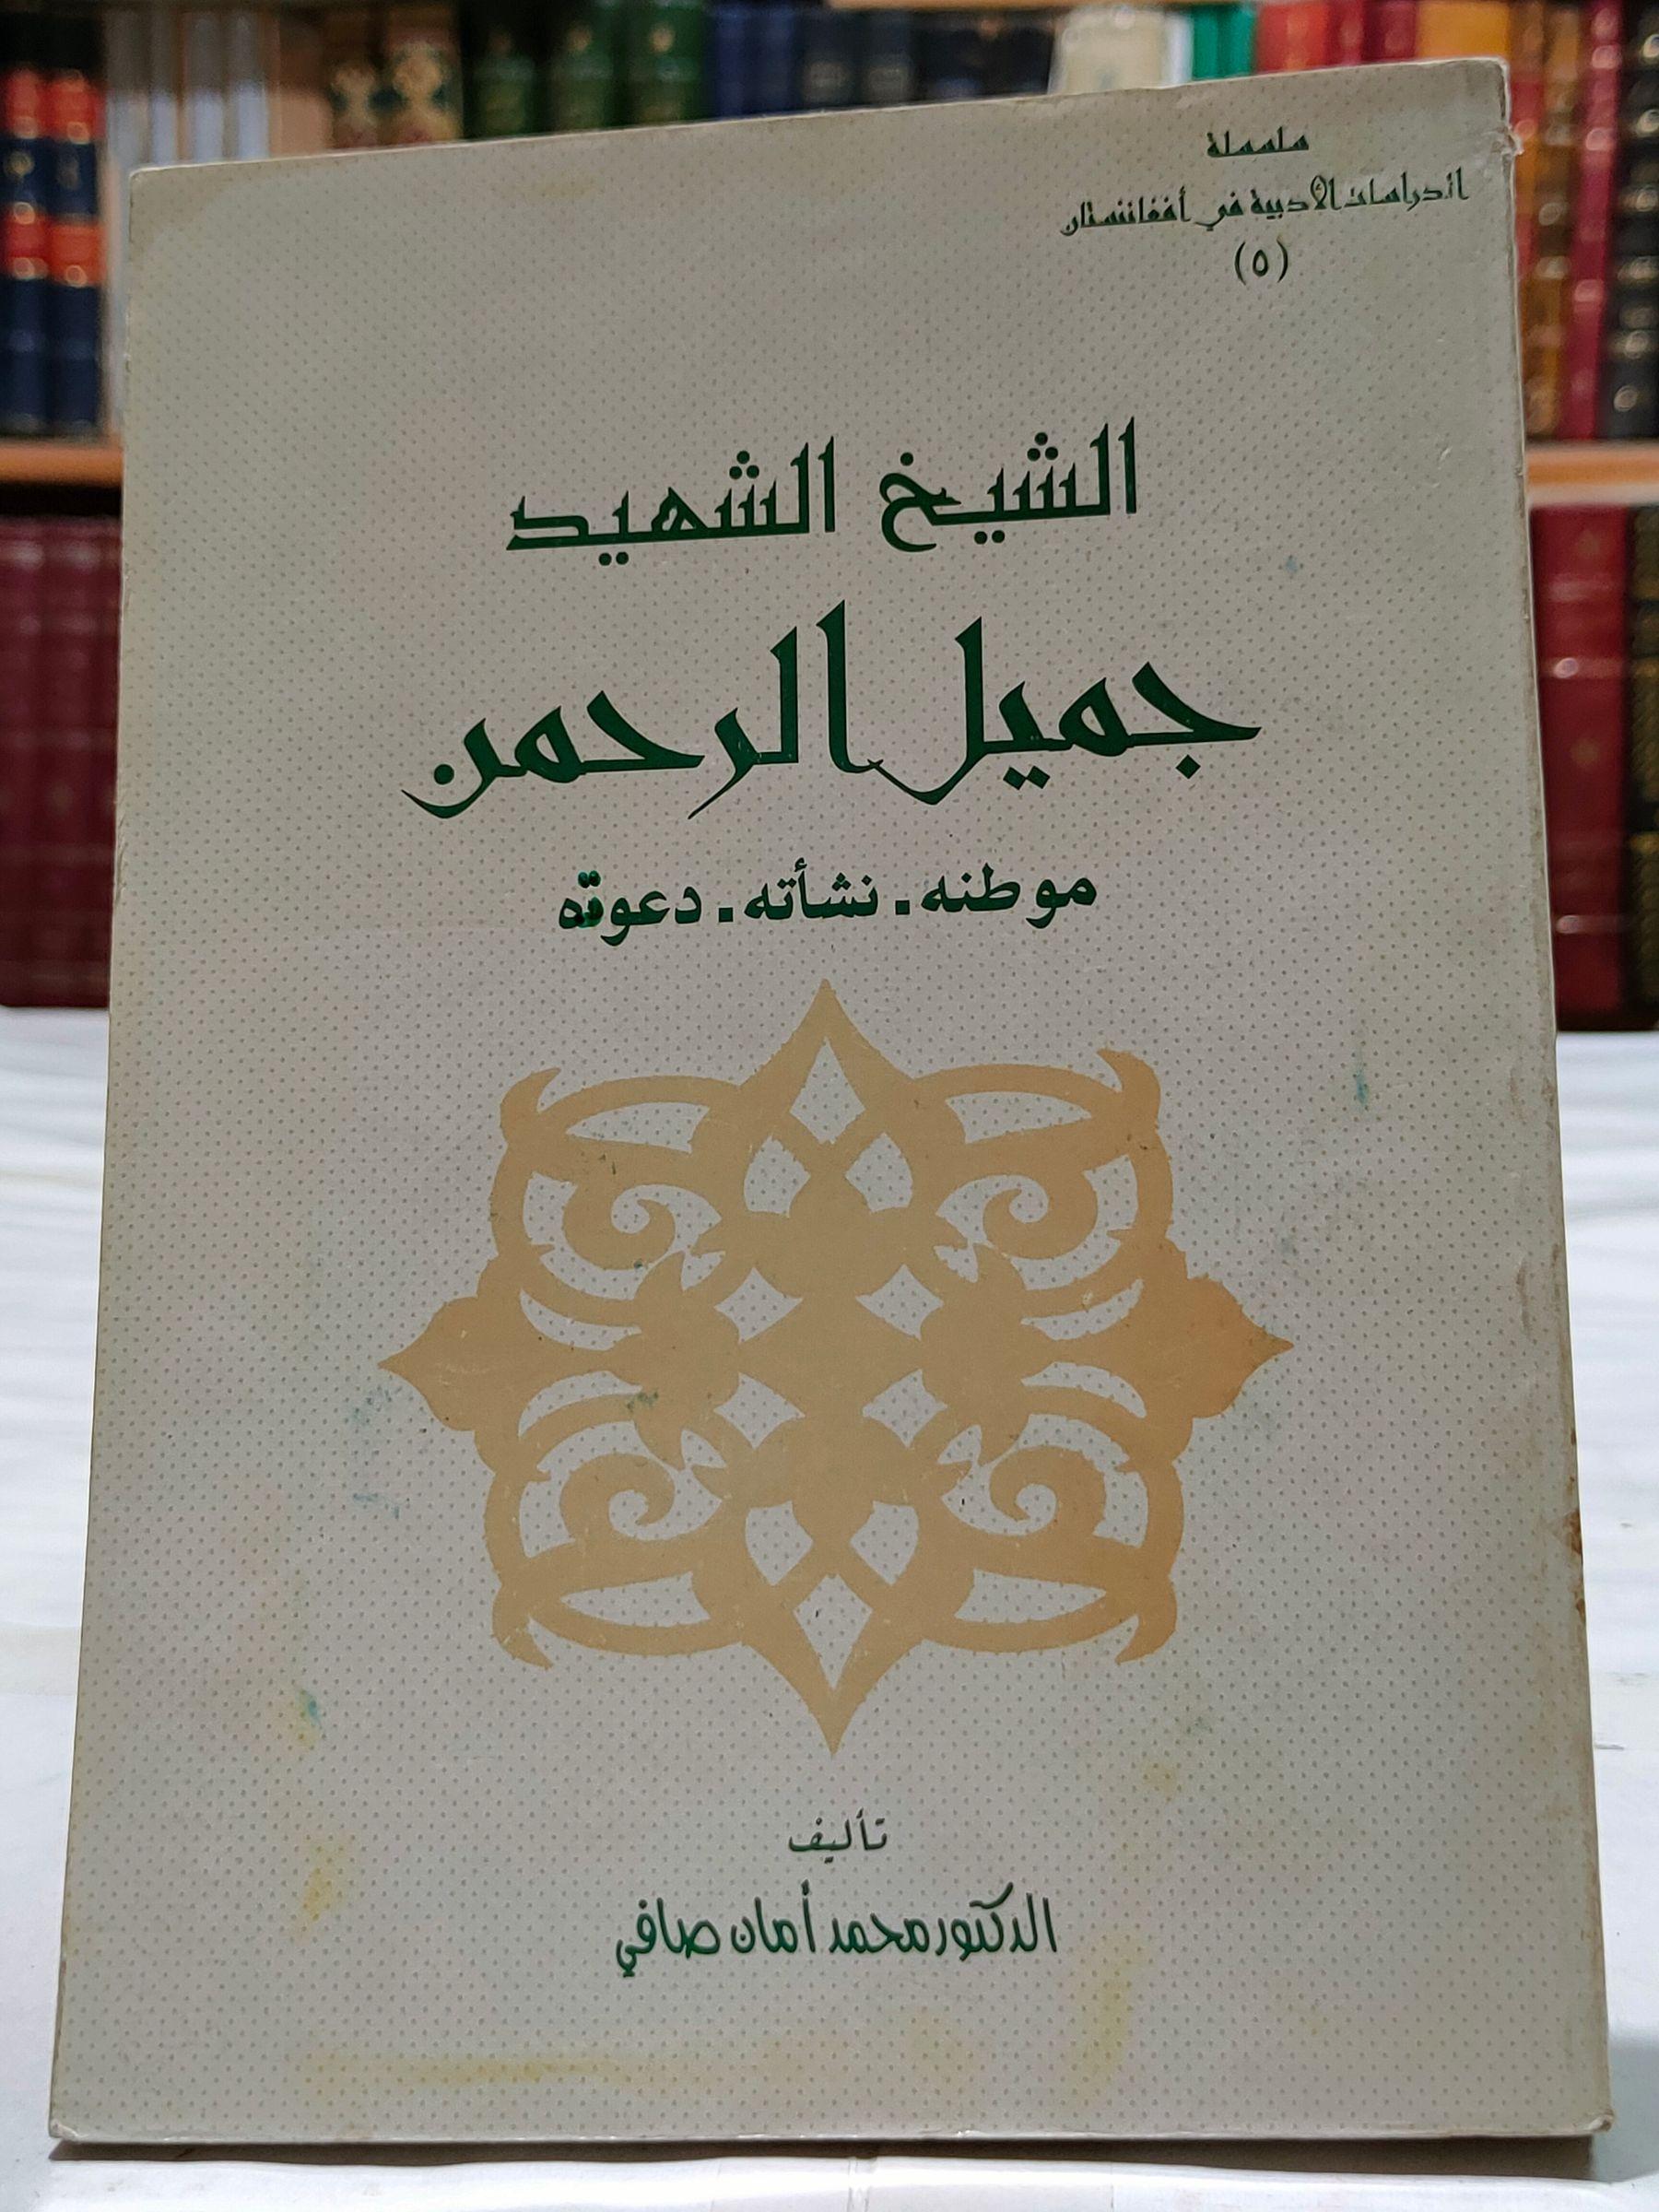 سلسلة
الدراسات الأدبية في أفغانستان
(٥)
الشيخ الشهيد
جميل الرحمن
موطنه . نشأته . دعوته
تأليف
الدكتور محمد أمان صافي